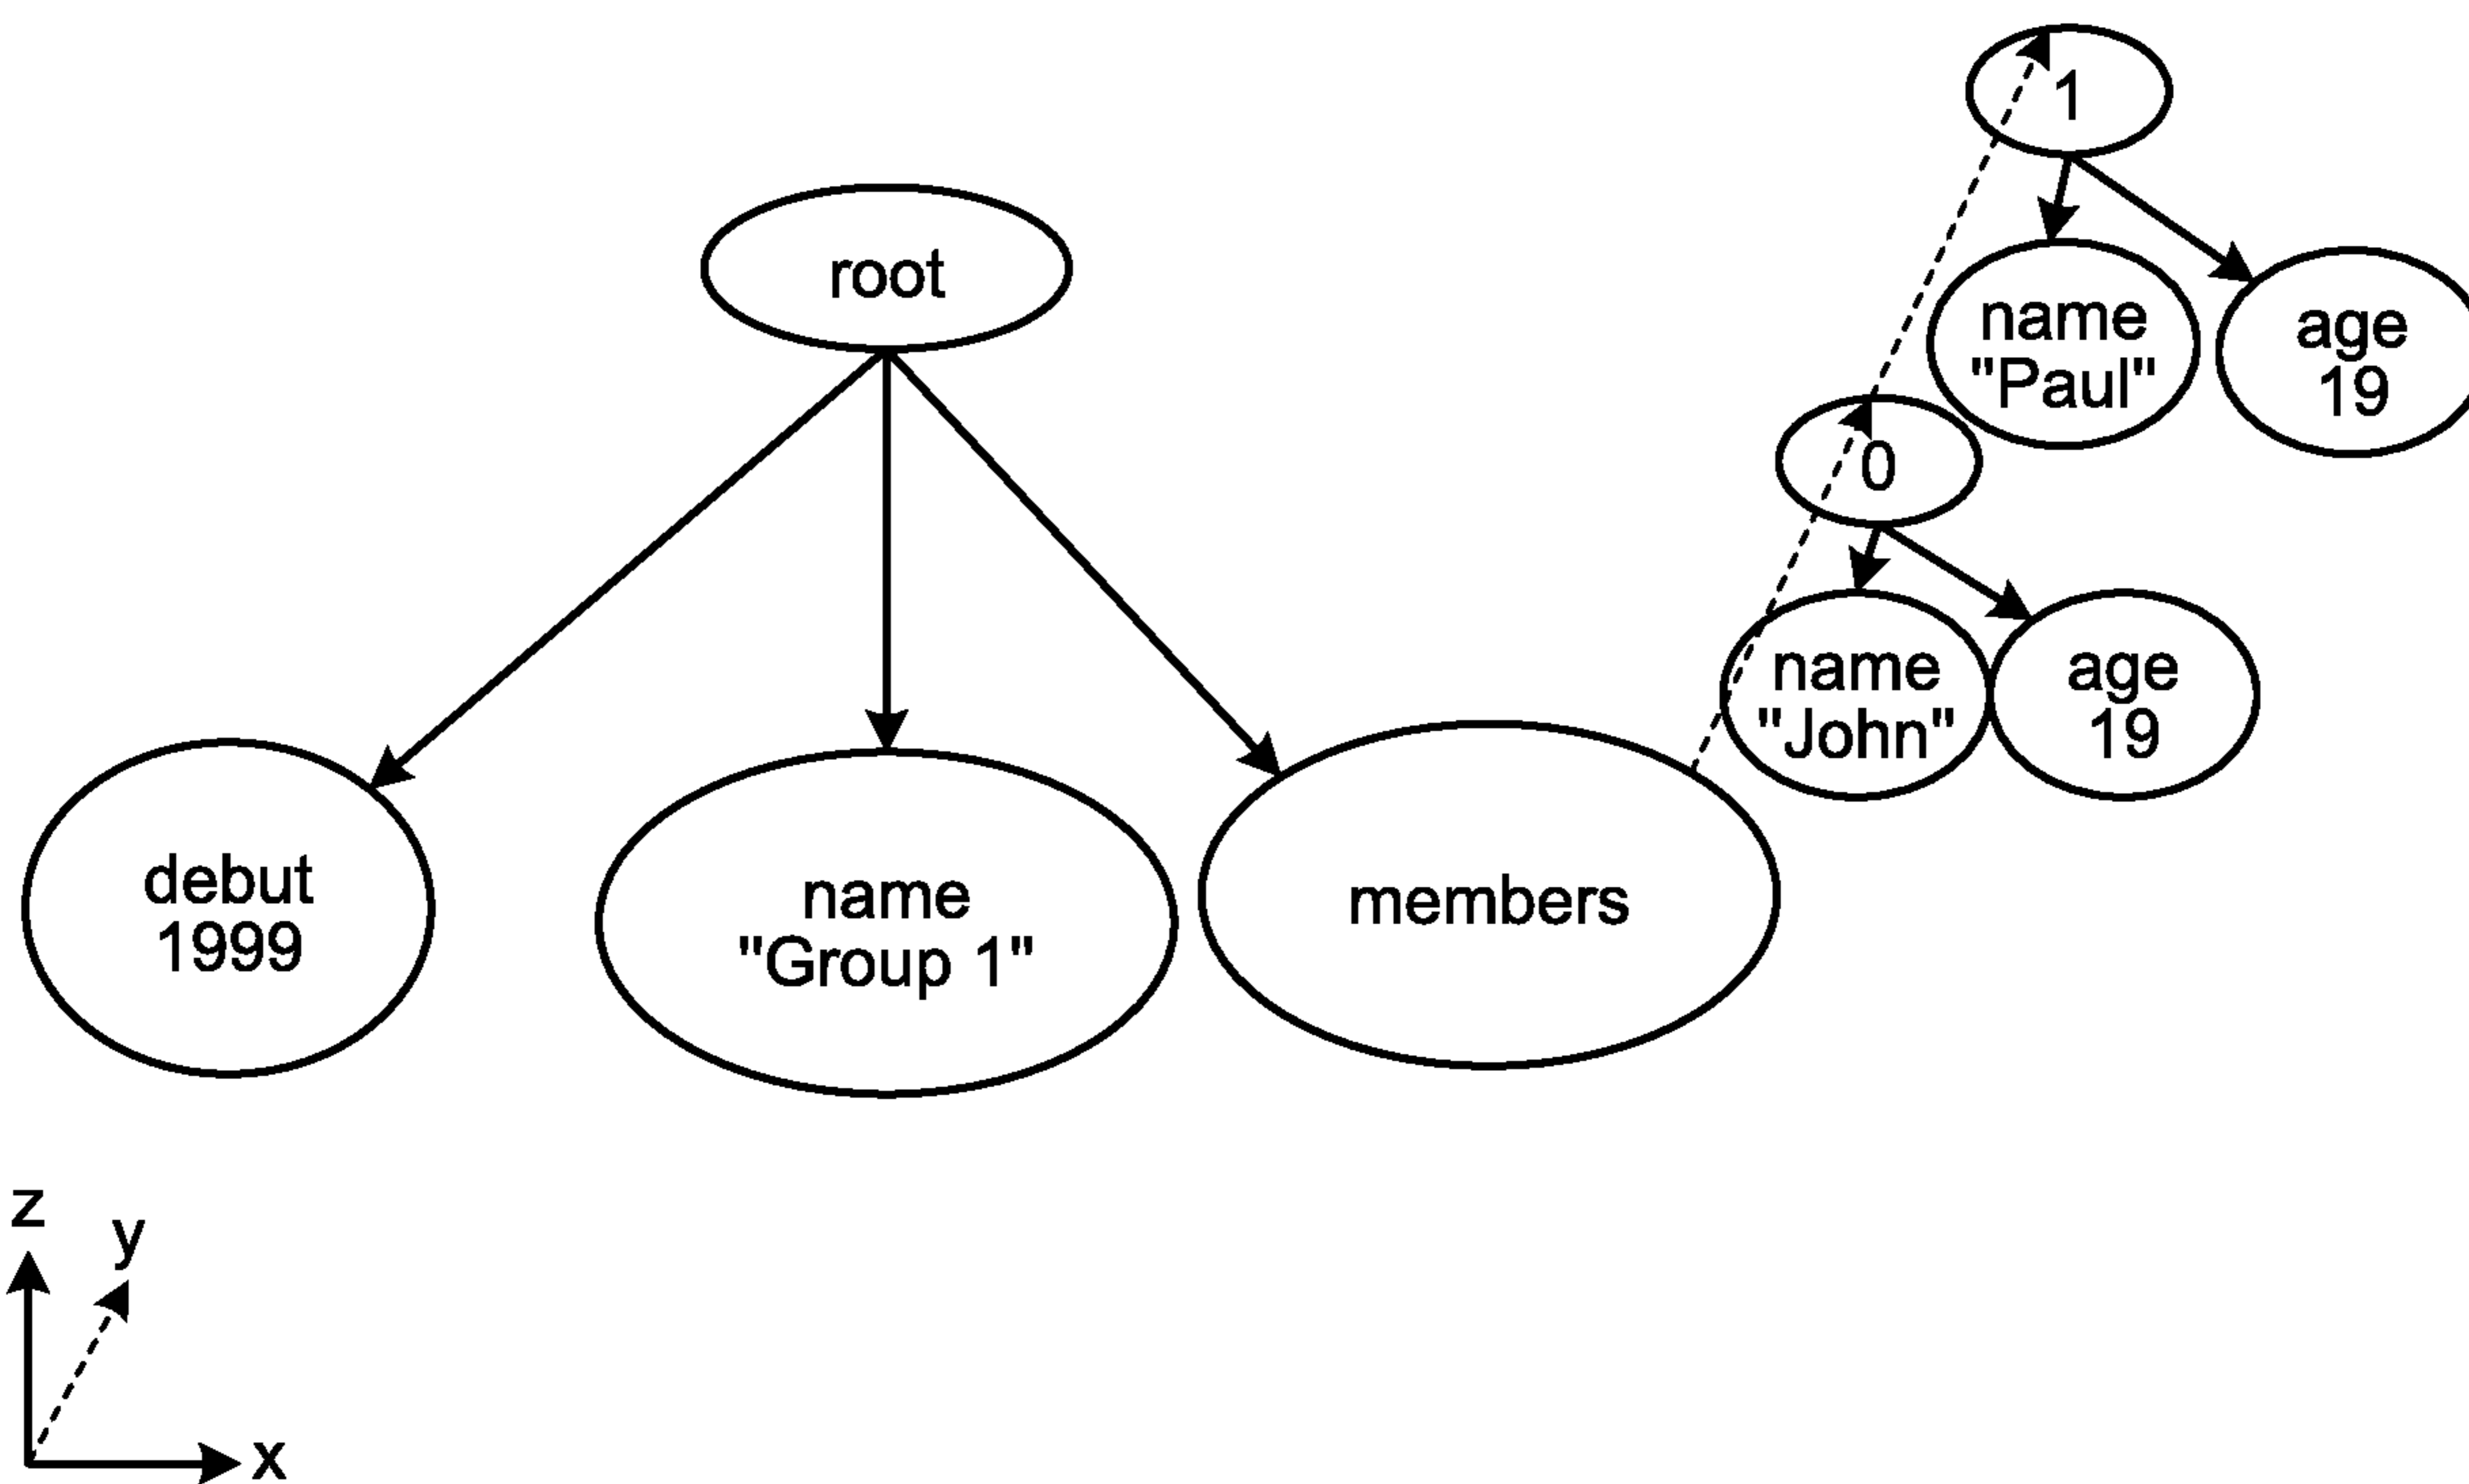 1
root
name
"Paul"
age
19
0
name
"John"
age
19
debut
1999
name
"Group 1"
members
z
y
x